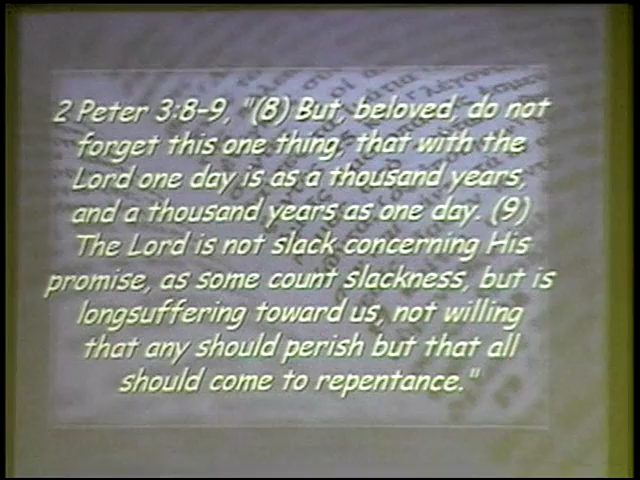 2 Peter 3:8-9, "(8) But, beloved, do not
forget this one thing, that with the
Lord one day is as a thousand years,
and a thousand years as one day. (9)
The Lord is not slack concerning His
promise, as some count slackness, but is
longsuffering toward us, not willing
that any should perish but that all
should come to repentance."